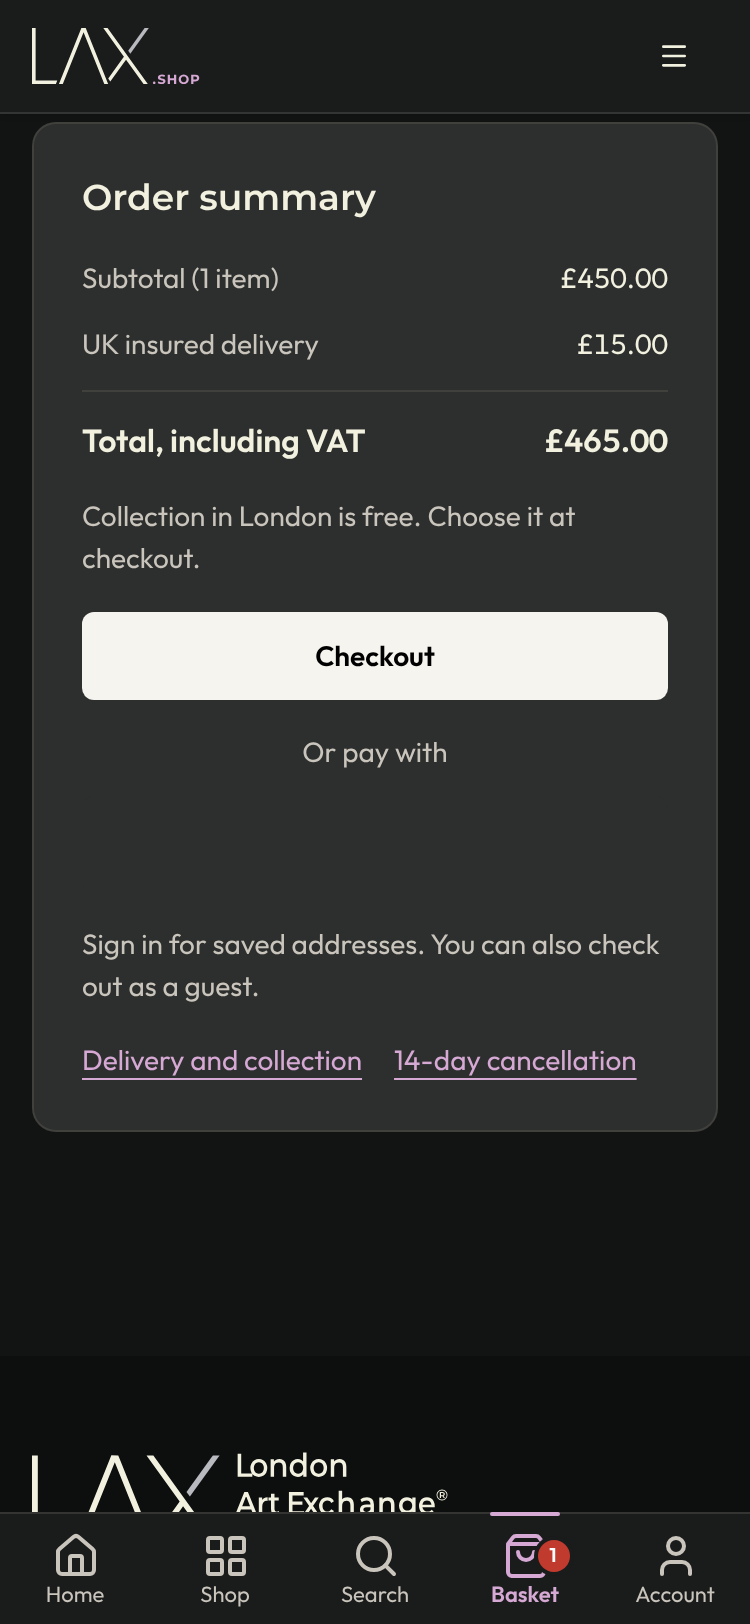 LAX.SHOP
Order summary
Subtotal (1 item) £450.00
UK insured delivery £15.00
Total, including VAT £465.00
Collection in London is free. Choose it at
checkout.
Checkout
Or pay with
Sign in for saved addresses. You can also check
out as a guest.
Delivery and collection 14-day cancellation
LAX London
Art Exchange®
1
Home Shop Search Basket Account